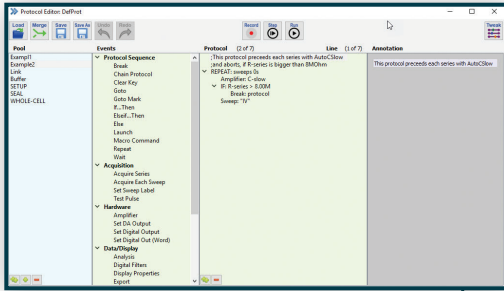 Protocol Editor: DefProt
Load Merge Save Save As Undo Redo Record Step Run Tweak
Pool
Exampl1
Example2
Link
Buffer
SETUP
SEAL
WHOLE-CELL
Events
Protocol Sequence
Break
Chain Protocol
Clear Key
Goto
Goto Mark
If...Then
Elseif...Then
Else
Launch
Macro Command
Repeat
Wait
Acquisition
Acquire Series
Acquire Each Sweep
Set Sweep Label
Test Pulse
Hardware
Amplifier
Set DA Output
Set Digital Output
Set Digital Out (Word)
Data/Display
Analysis
Digital Filters
Display Properties
Export
Protocol (2 of 7) Line (1 of 7)
;This protocol preceeds each series with AutoCSlow
;and aborts, if R-series is bigger than 8MOhm
REPEAT: sweeps 0s
Amplifier: C-slow
IF: R-series > 8.00M
Break: protocol
Sweep: "IV"
Annotation
This protocol preceeds each series with AutoCSlow